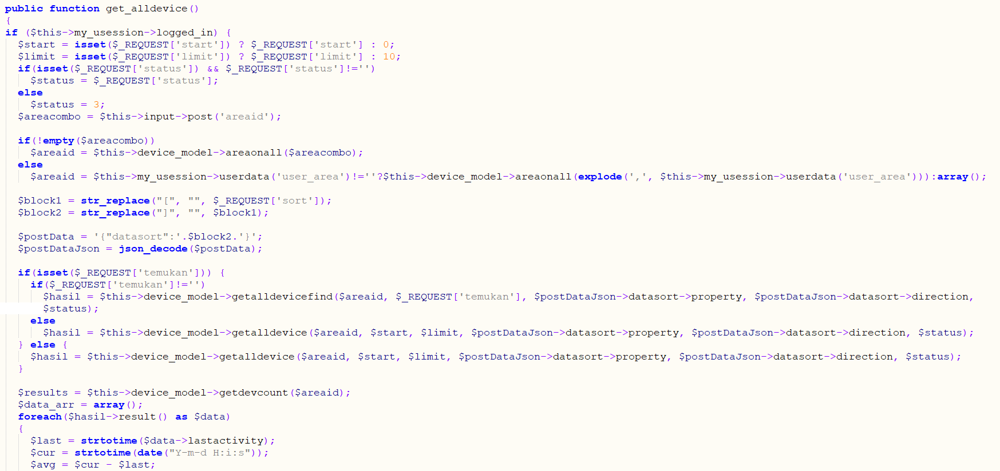 public function get_alldevice()
{
if ($this->my_usession->logged_in) {
$start = isset($_REQUEST['start']) ? $_REQUEST['start'] : 0;
$limit = isset($_REQUEST['limit']) ? $_REQUEST['limit'] : 10;
if(isset($_REQUEST['status']) && $_REQUEST['status']!='')
$status = $_REQUEST['status'];
else
$status = 3;
$areacombo = $this->input->post('areaid');
if(!empty($areacombo))
$areaid = $this->device_model->areaonall($areacombo);
else
$areaid = $this->my_usession->userdata('user_area')!=''?$this->device_model->areaonall(explode(',', $this->my_usession->userdata('user_area'))):array();
$block1 = str_replace("[", "", $_REQUEST['sort']);
$block2 = str_replace("]", "", $block1);
$postData = '{"datasort":'.$block2.'}';
$postDataJson = json_decode($postData);
if(isset($_REQUEST['temukan'])) {
if($_REQUEST['temukan']!='')
$hasil = $this->device_model->getalldevicefind($areaid, $_REQUEST['temukan'], $postDataJson->datasort->property, $postDataJson->datasort->direction,
$status);
else
$hasil = $this->device_model->getalldevice($areaid, $start, $limit, $postDataJson->datasort->property, $postDataJson->datasort->direction, $status);
} else {
$hasil = $this->device_model->getalldevice($areaid, $start, $limit, $postDataJson->datasort->property, $postDataJson->datasort->direction, $status);
}
$results = $this->device_model->getdevcount($areaid);
$data_arr = array();
foreach($hasil->result() as $data)
{
$last = strtotime($data->lastactivity);
$cur = strtotime(date("Y-m-d H:i:s"));
$avg = $cur - $last;